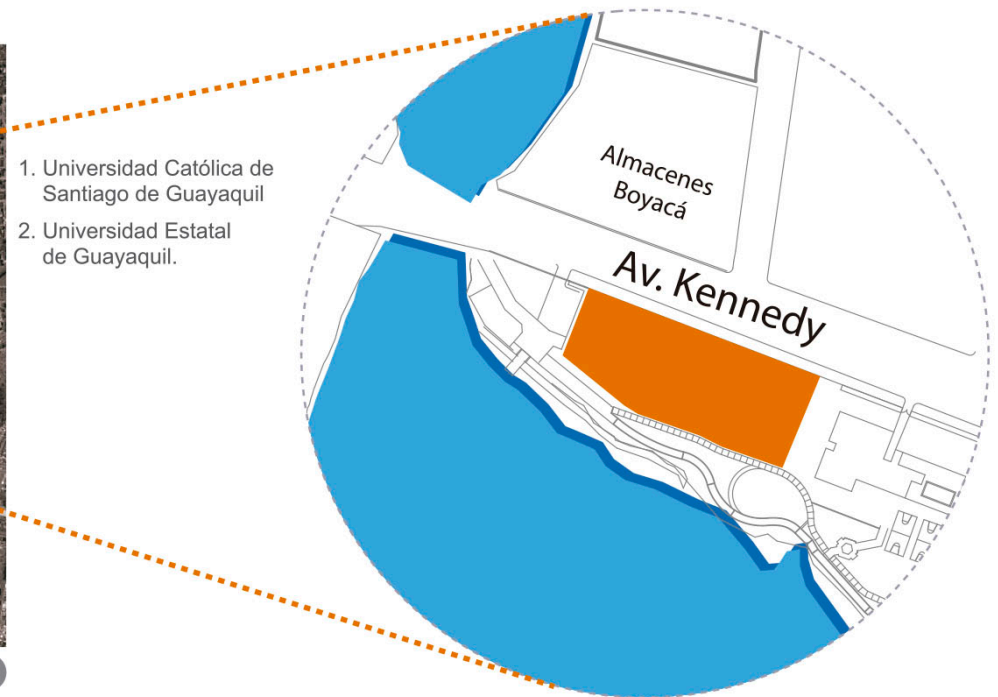 1. Universidad Católica de
Santiago de Guayaquil
2. Universidad Estatal
de Guayaquil.
Almacenes
Boyacá
Av. Kennedy